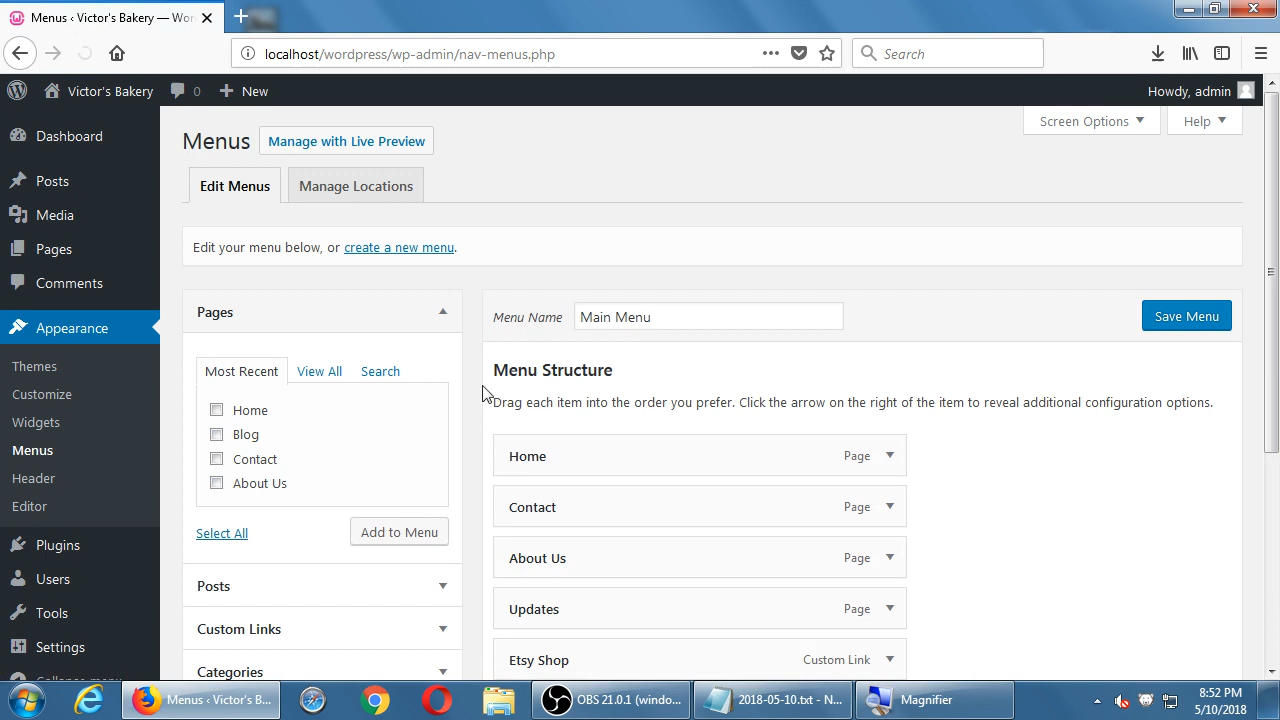 Menus ‹ Victor's Bakery — Wor
localhost/wordpress/wp-admin/nav-menus.php
Search
Victor's Bakery
0
New
Howdy, admin
Dashboard
Posts
Media
Pages
Comments
Appearance
Themes
Customize
Widgets
Menus
Header
Editor
Plugins
Users
Tools
Settings
Collapse menu
Screen Options
Help
Menus
Manage with Live Preview
Edit Menus
Manage Locations
Edit your menu below, or create a new menu.
Pages
Most Recent
View All
Search
Home
Blog
Contact
About Us
Select All
Add to Menu
Posts
Custom Links
Categories
Menu Name
Main Menu
Save Menu
Menu Structure
Drag each item into the order you prefer. Click the arrow on the right of the item to reveal additional configuration options.
Home Page
Contact Page
About Us Page
Updates Page
Etsy Shop Custom Link
Menus ‹ Victor's B...
OBS 21.0.1 (windo...
2018-05-10.txt - N...
Magnifier
8:52 PM
5/10/2018